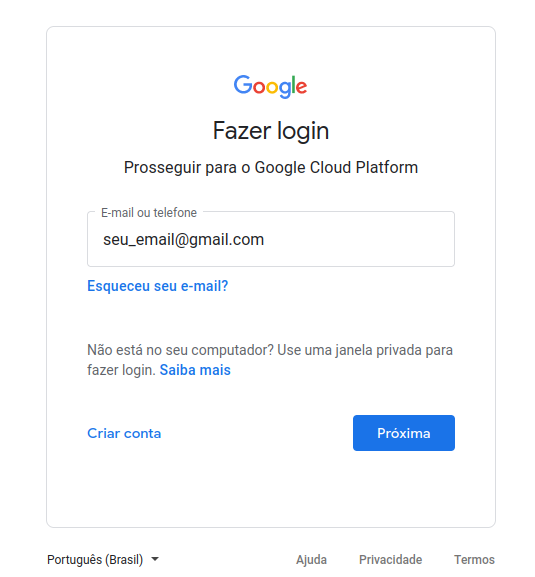 Google
Fazer login
Prosseguir para o Google Cloud Platform
E-mail ou telefone
seu_email@gmail.com
Esqueceu seu e-mail?
Não está no seu computador? Use uma janela privada para
fazer login. Saiba mais
Criar conta
Próxima
Português (Brasil)
Ajuda
Privacidade
Termos